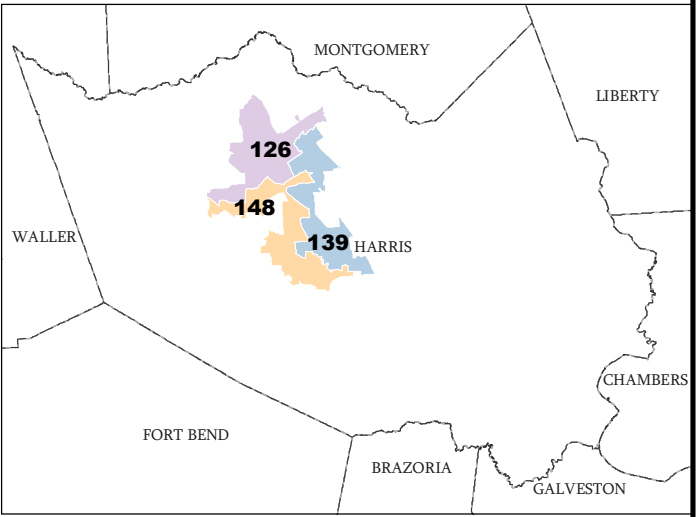 MONTGOMERY
LIBERTY
126
148
WALLER
139 HARRIS
CHAMBERS
FORT BEND
BRAZORIA
GALVESTON